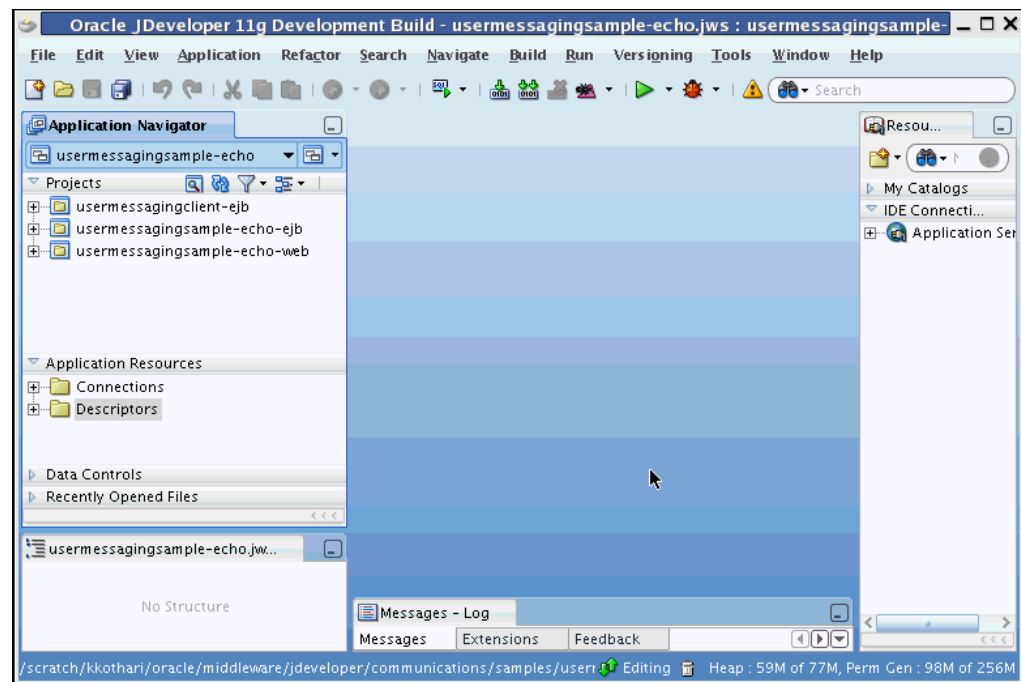 Oracle JDeveloper 11g Development Build - usermessagingsample-echo.jws : usermessagingsample-
File Edit View Application Refactor Search Navigate Build Run Versioning Tools Window Help
Search
Application Navigator
usermessagingsample-echo
Projects
usermessagingclient-ejb
usermessagingsample-echo-ejb
usermessagingsample-echo-web
Application Resources
Connections
Descriptors
Data Controls
Recently Opened Files
<<<
usermessagingsample-echo.jw...
No Structure
Messages - Log
Messages Extensions Feedback
Resou...
My Catalogs
IDE Connecti...
Application Ser
<<<
/scratch/kkothari/oracle/middleware/jdeveloper/communications/samples/userr Editing Heap : 59M of 77M, Perm Gen : 98M of 256M